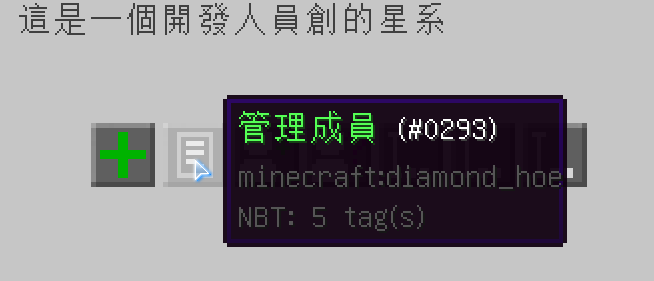 這是一個開發人員創的星系
管理成員 (#0293)
minecraft:diamond_hoe
NBT: 5 tag(s)